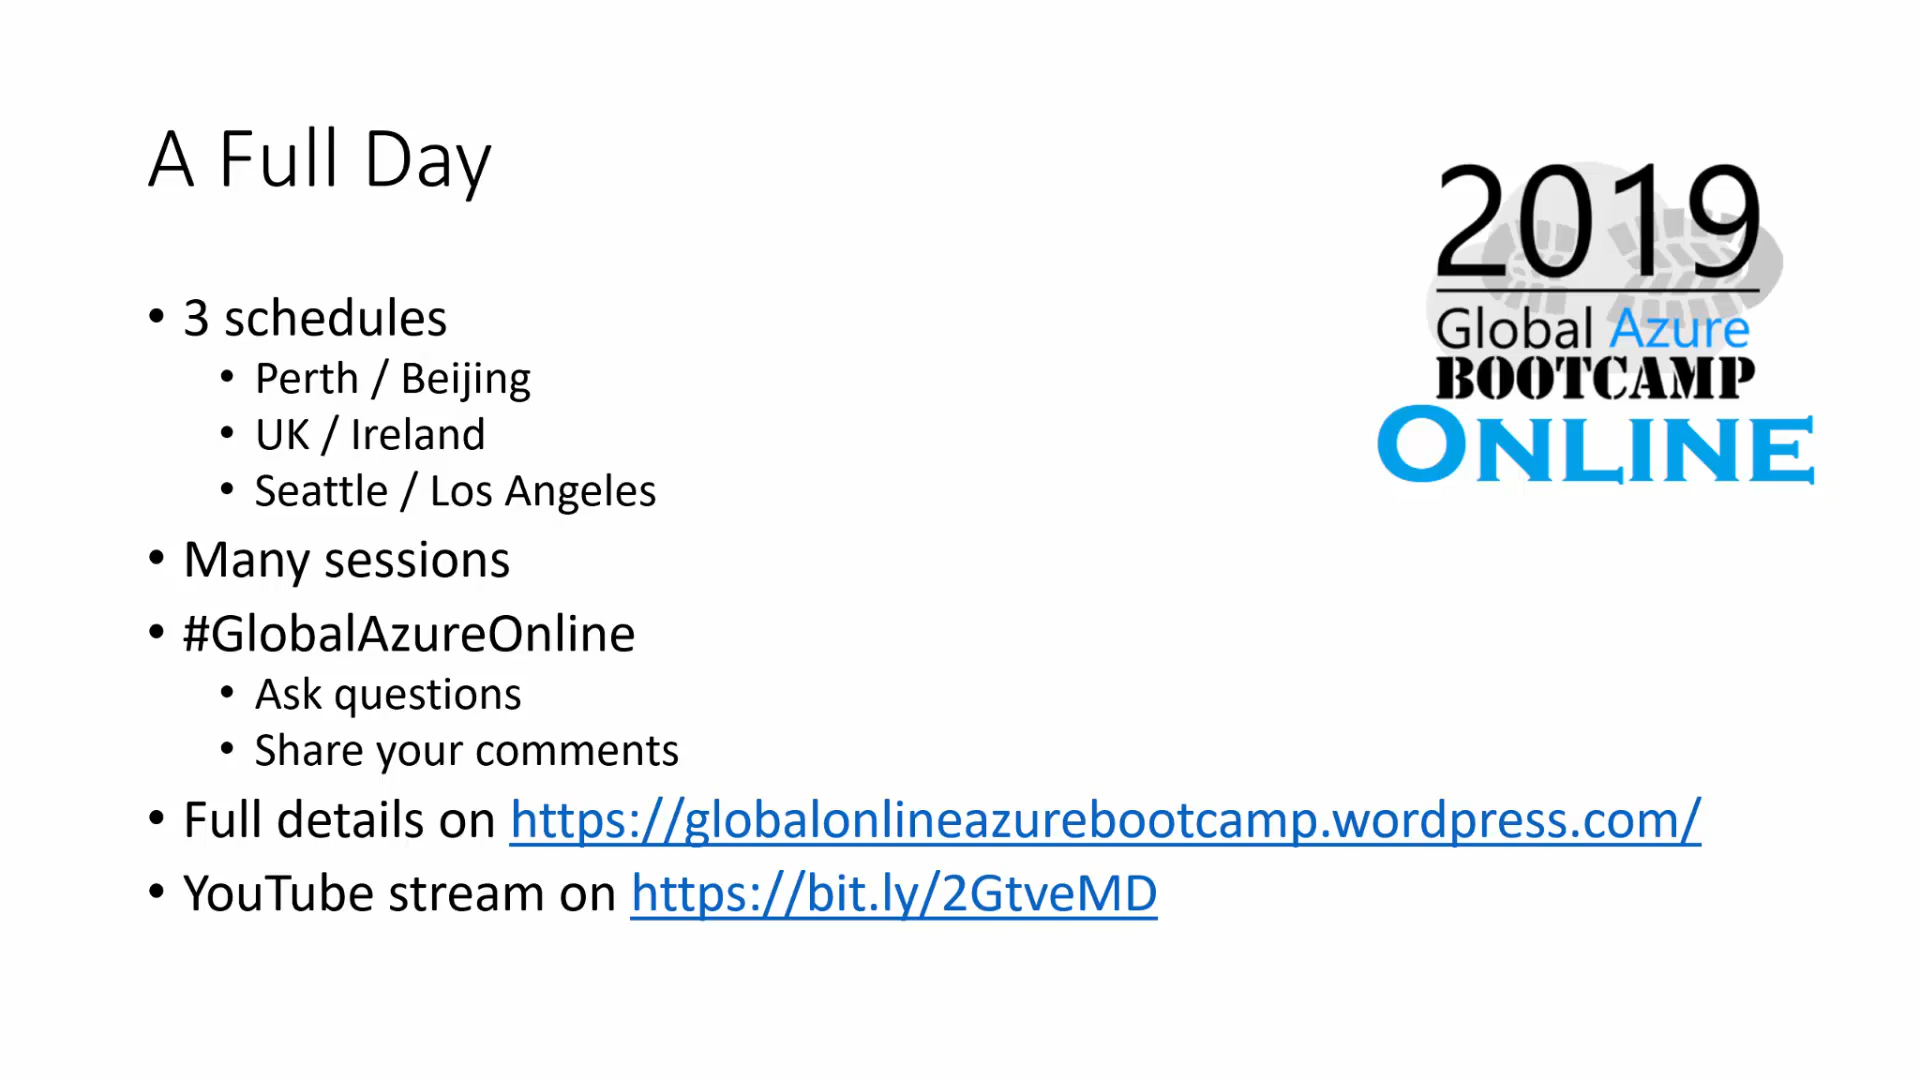 A Full Day
• 3 schedules
• Perth / Beijing
• UK / Ireland
• Seattle / Los Angeles
• Many sessions
• #GlobalAzureOnline
• Ask questions
• Share your comments
• Full details on https://globalonlineazurebootcamp.wordpress.com/
• YouTube stream on https://bit.ly/2GtveMD
2019
Global Azure
BOOTCAMP
ONLINE